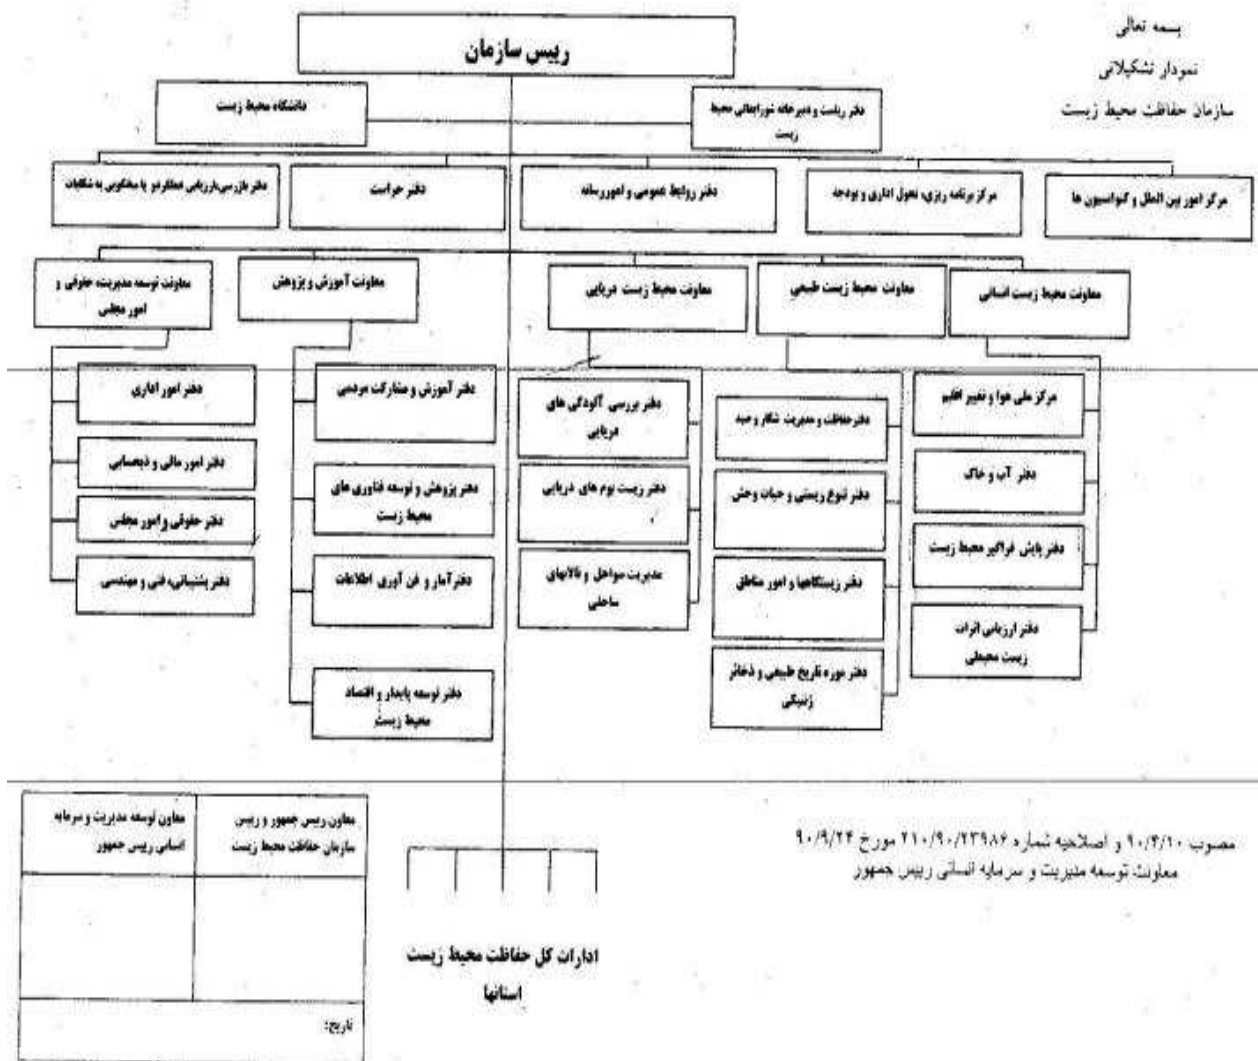 بسمه تعالی
نمودار تشکیلاتی
سازمان حفاظت محیط زیست
رییس سازمان
دفتر ریاست و دبیرخانه شورایعالی محیط
زیست
دانشگاه محیط زیست
مرکز امور بین الملل و کنوانسیون ها
مرکز برنامه ریزی، تحول اداری و بودجه
دفتر روابط عمومی و امور رسانه
دفتر حراست
دفتر بازرسی،ارزیابی عملکرد و پاسخگویی به شکایات
معاونت محیط زیست انسانی
معاونت محیط زیست طبیعی
معاونت محیط زیست دریایی
معاونت آموزش و پژوهش
معاونت توسعه مدیریت، حقوقی و
امور مجلس
مرکز ملی هوا و تغییر اقلیم
دفتر آب و خاک
دفتر پایش فراگیر محیط زیست
دفتر ارزیابی اثرات
زیست محیطی
دفتر حفاظت و مدیریت شکار و صید
دفتر تنوع زیستی و حیات وحش
دفتر زیستگاهها و امور مناطق
دفتر موزه تاریخ طبیعی و ذخائر
ژنتیکی
دفتر بررسی آلودگی های
دریایی
دفتر زیست بوم های دریایی
مدیریت سواحل و تالابهای
ساحلی
دفتر آموزش و مشارکت مردمی
دفتر پژوهش و توسعه فناوری های
محیط زیست
دفتر آمار و فن آوری اطلاعات
دفتر توسعه پایدار و اقتصاد
محیط زیست
دفتر امور اداری
دفتر امور مالی و ذیحسابی
دفتر حقوقی و امور مجلس
دفتر پشتیبانی، فنی و مهندسی
مصوب ۹۰/۴/۲۰ و اصلاحیه شماره ۲۱۰/۹۰/۲۳۹۸۶ مورخ ۹۰/۹/۲۴
معاونت توسعه مدیریت و سرمایه انسانی رییس جمهور
معاون رییس جمهور و رییس
سازمان حفاظت محیط زیست
معاون توسعه مدیریت و سرمایه
انسانی رییس جمهور
تاریخ:
ادارات کل حفاظت محیط زیست
استانها